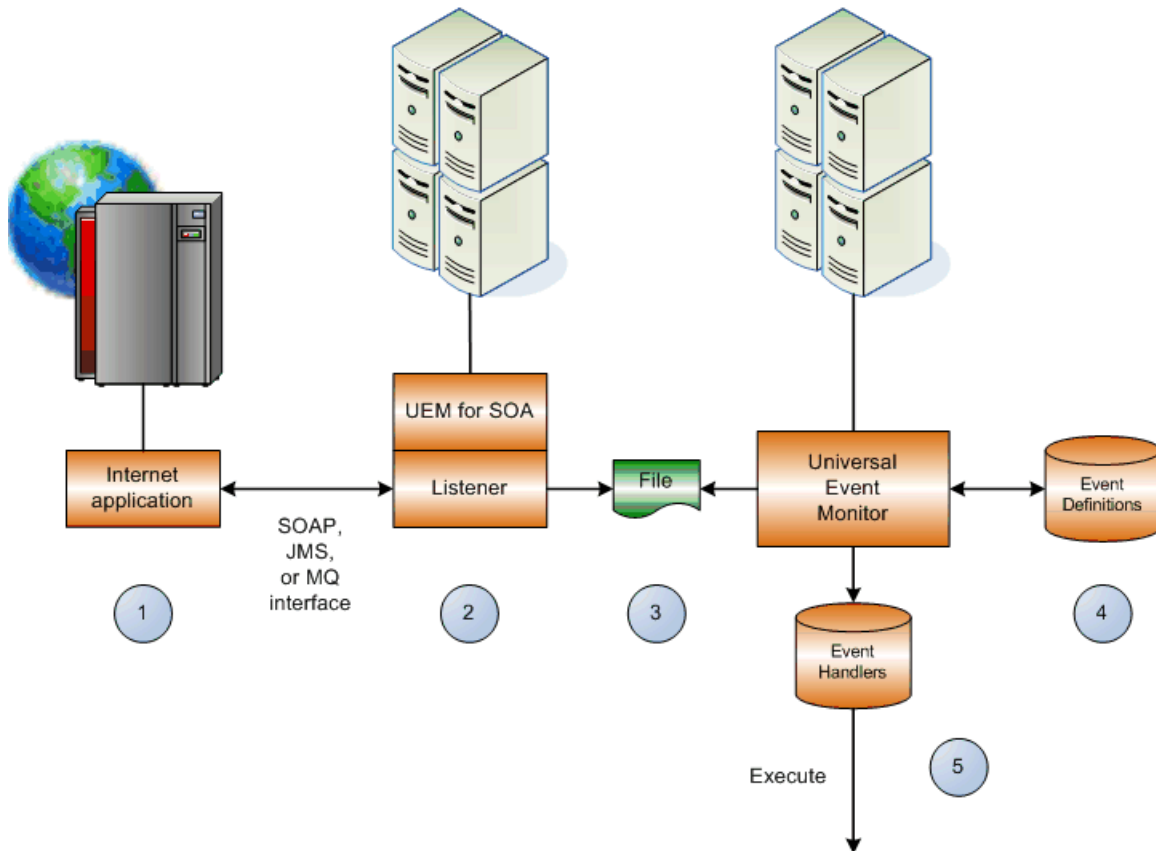 UEM for SOA
Internet
application
Listener
File
Universal
Event
Monitor
Event
Definitions
SOAP,
JMS,
or MQ
interface
1
2
3
4
Event
Handlers
Execute
5